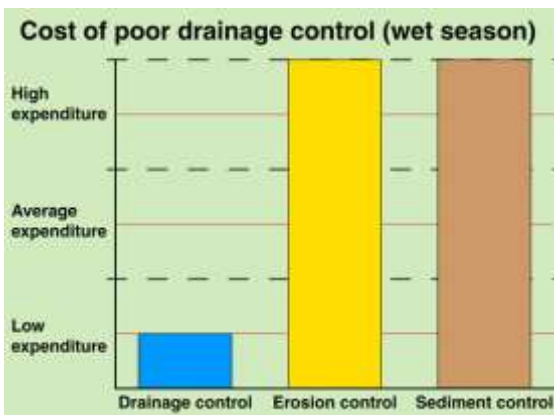 Cost of poor drainage control (wet season)
High
expenditure
Average
expenditure
Low
expenditure
Drainage control Erosion control Sediment control